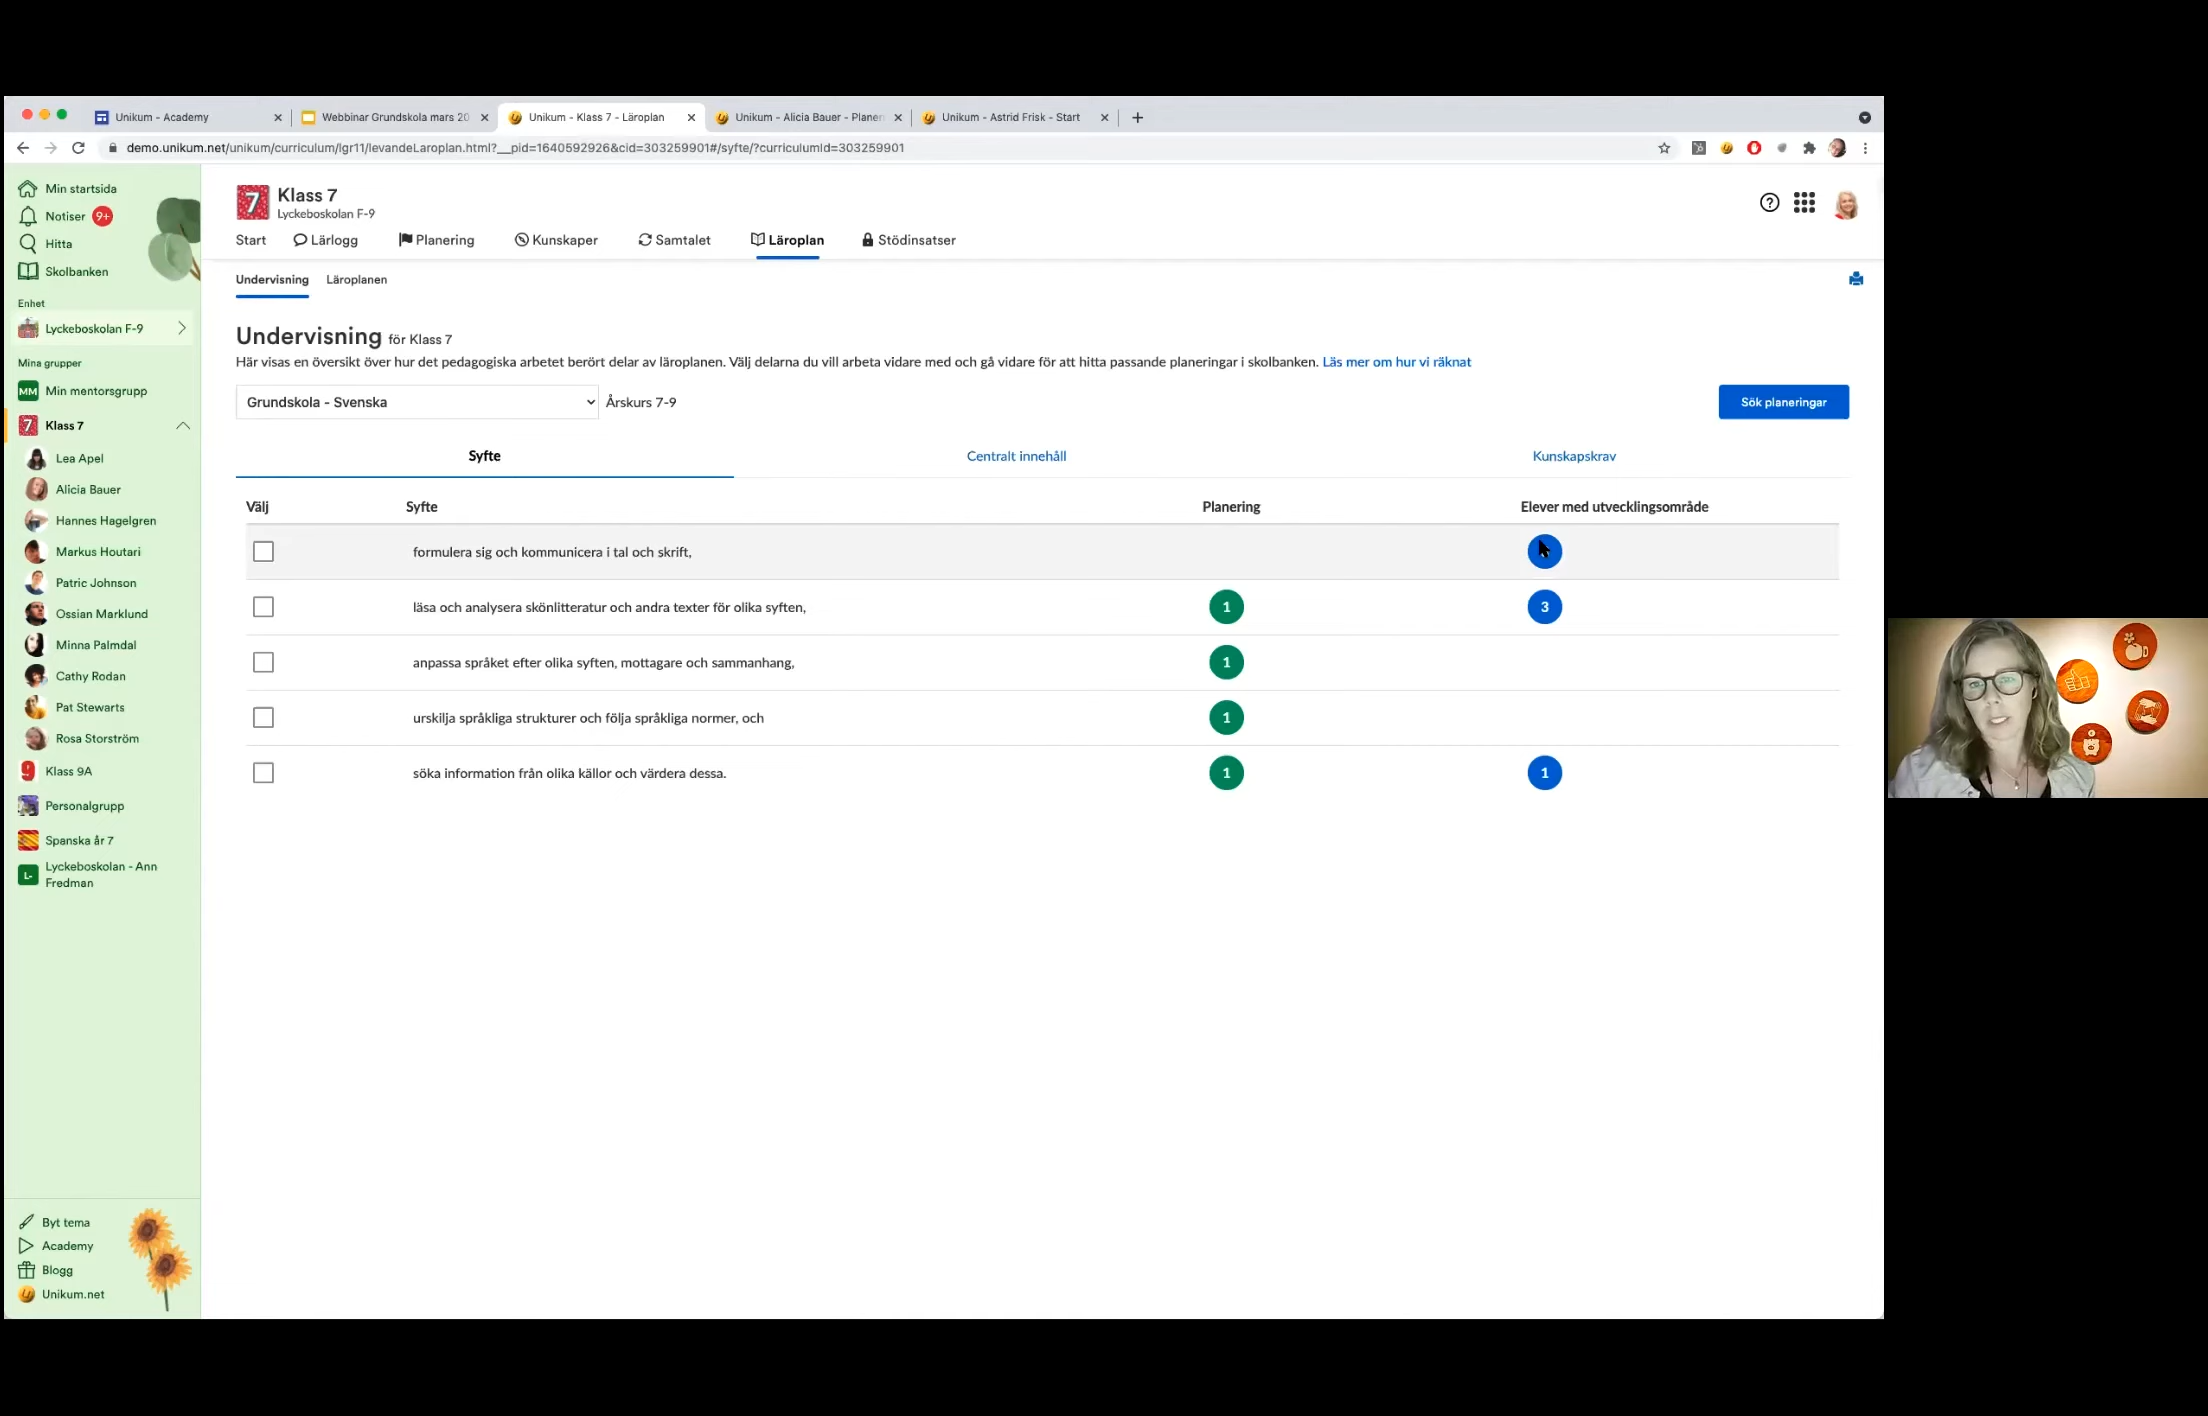 Unikum - Academy
Webbinar Grundskola mars 20
Unikum - Klass 7 - Läroplan
Unikum - Alicia Bauer - Planer
Unikum - Astrid Frisk - Start
demo.unikum.net/unikum/curriculum/lgr11/levandeLaroplan.html?__pid=1640592926&cid=303259901#/syfte/?curriculumId=303259901
Min startsida
Notiser 9+
Hitta
Skolbanken
Enhet
Lyckeboskolan F-9
Mina grupper
MM Min mentorsgrupp
7 Klass 7
Lea Apel
Alicia Bauer
Hannes Hagelgren
Markus Houtari
Patric Johnson
Ossian Marklund
Minna Palmdal
Cathy Rodan
Pat Stewarts
Rosa Storström
9 Klass 9A
Personalgrupp
Spanska år 7
L- Lyckeboskolan - Ann
Fredman
Byt tema
Academy
Blogg
Unikum.net
7 Klass 7
Lyckeboskolan F-9
Start Lärlogg Planering Kunskaper Samtalet Läroplan Stödinsatser
Undervisning Läroplanen
Undervisning för Klass 7
Här visas en översikt över hur det pedagogiska arbetet berört delar av läroplanen. Välj delarna du vill arbeta vidare med och gå vidare för att hitta passande planeringar i skolbanken. Läs mer om hur vi räknat
Grundskola - Svenska Årskurs 7-9 Sök planeringar
Syfte Centralt innehåll Kunskapskrav
Välj Syfte Planering Elever med utvecklingsområde
formulera sig och kommunicera i tal och skrift,
läsa och analysera skönlitteratur och andra texter för olika syften, 1 3
anpassa språket efter olika syften, mottagare och sammanhang, 1
urskilja språkliga strukturer och följa språkliga normer, och 1
söka information från olika källor och värdera dessa. 1 1